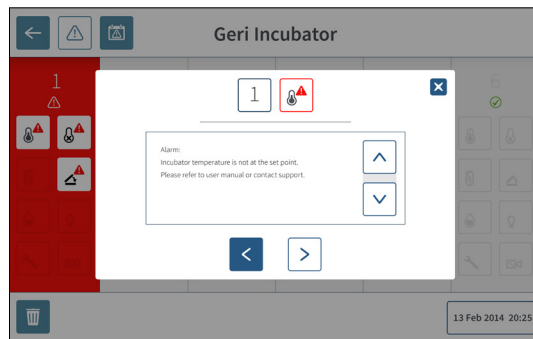 Geri Incubator
1
6
1
Alarm:
Incubator temperature is not at the set point.
Please refer to user manual or contact support.
13 Feb 2014 20:25